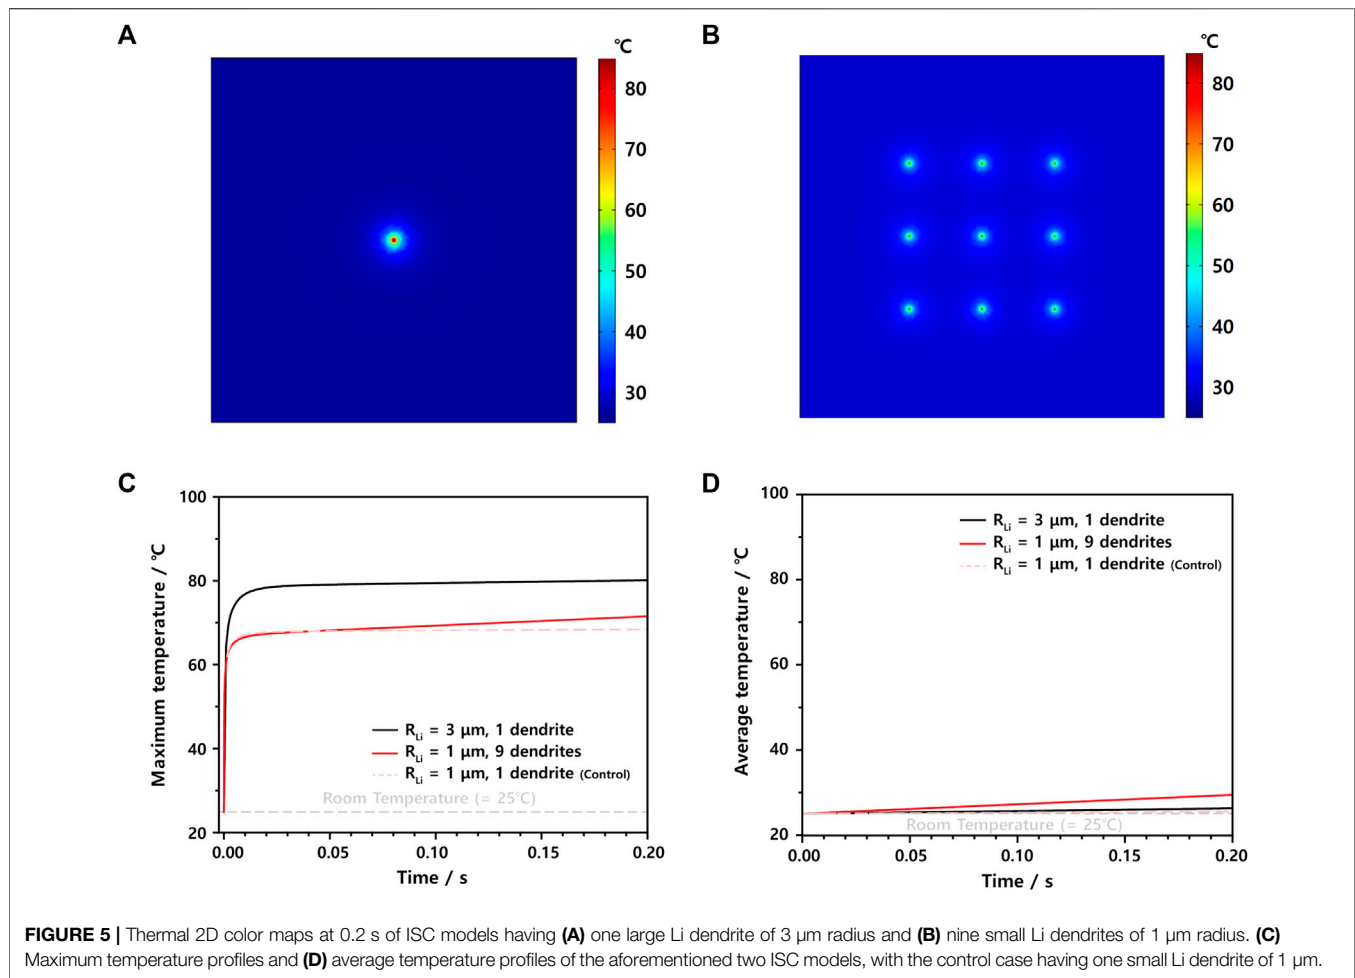 A
°C
80
70
60
50
40
30
B
°C
80
70
60
50
40
30
C
100
80
60
40
20
Maximum temperature / °C
R_Li = 3 μm, 1 dendrite
R_Li = 1 μm, 9 dendrites
R_Li = 1 μm, 1 dendrite (Control)
Room Temperature (= 25°C)
0.00 0.05 0.10 0.15 0.20
Time / s
D
100
80
60
40
20
Average temperature / °C
R_Li = 3 μm, 1 dendrite
R_Li = 1 μm, 9 dendrites
R_Li = 1 μm, 1 dendrite (Control)
Room Temperature (= 25°C)
0.00 0.05 0.10 0.15 0.20
Time / s
FIGURE 5 | Thermal 2D color maps at 0.2 s of ISC models having (A) one large Li dendrite of 3 μm radius and (B) nine small Li dendrites of 1 μm radius. (C)
Maximum temperature profiles and (D) average temperature profiles of the aforementioned two ISC models, with the control case having one small Li dendrite of 1 μm.